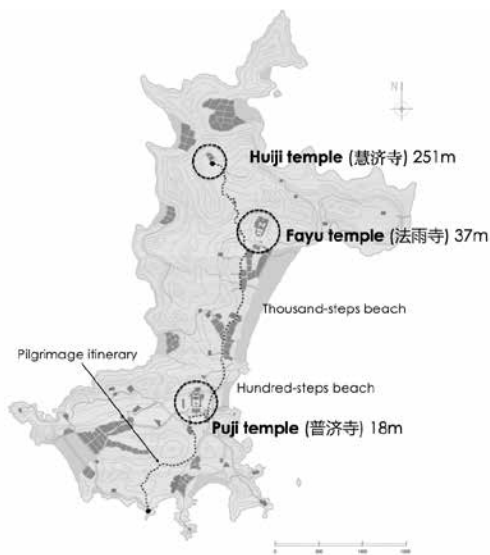 N
Huiji temple (慧济寺) 251m
Fayu temple (法雨寺) 37m
Thousand-steps beach
Pilgrimage itinerary
Hundred-steps beach
Puji temple (普济寺) 18m